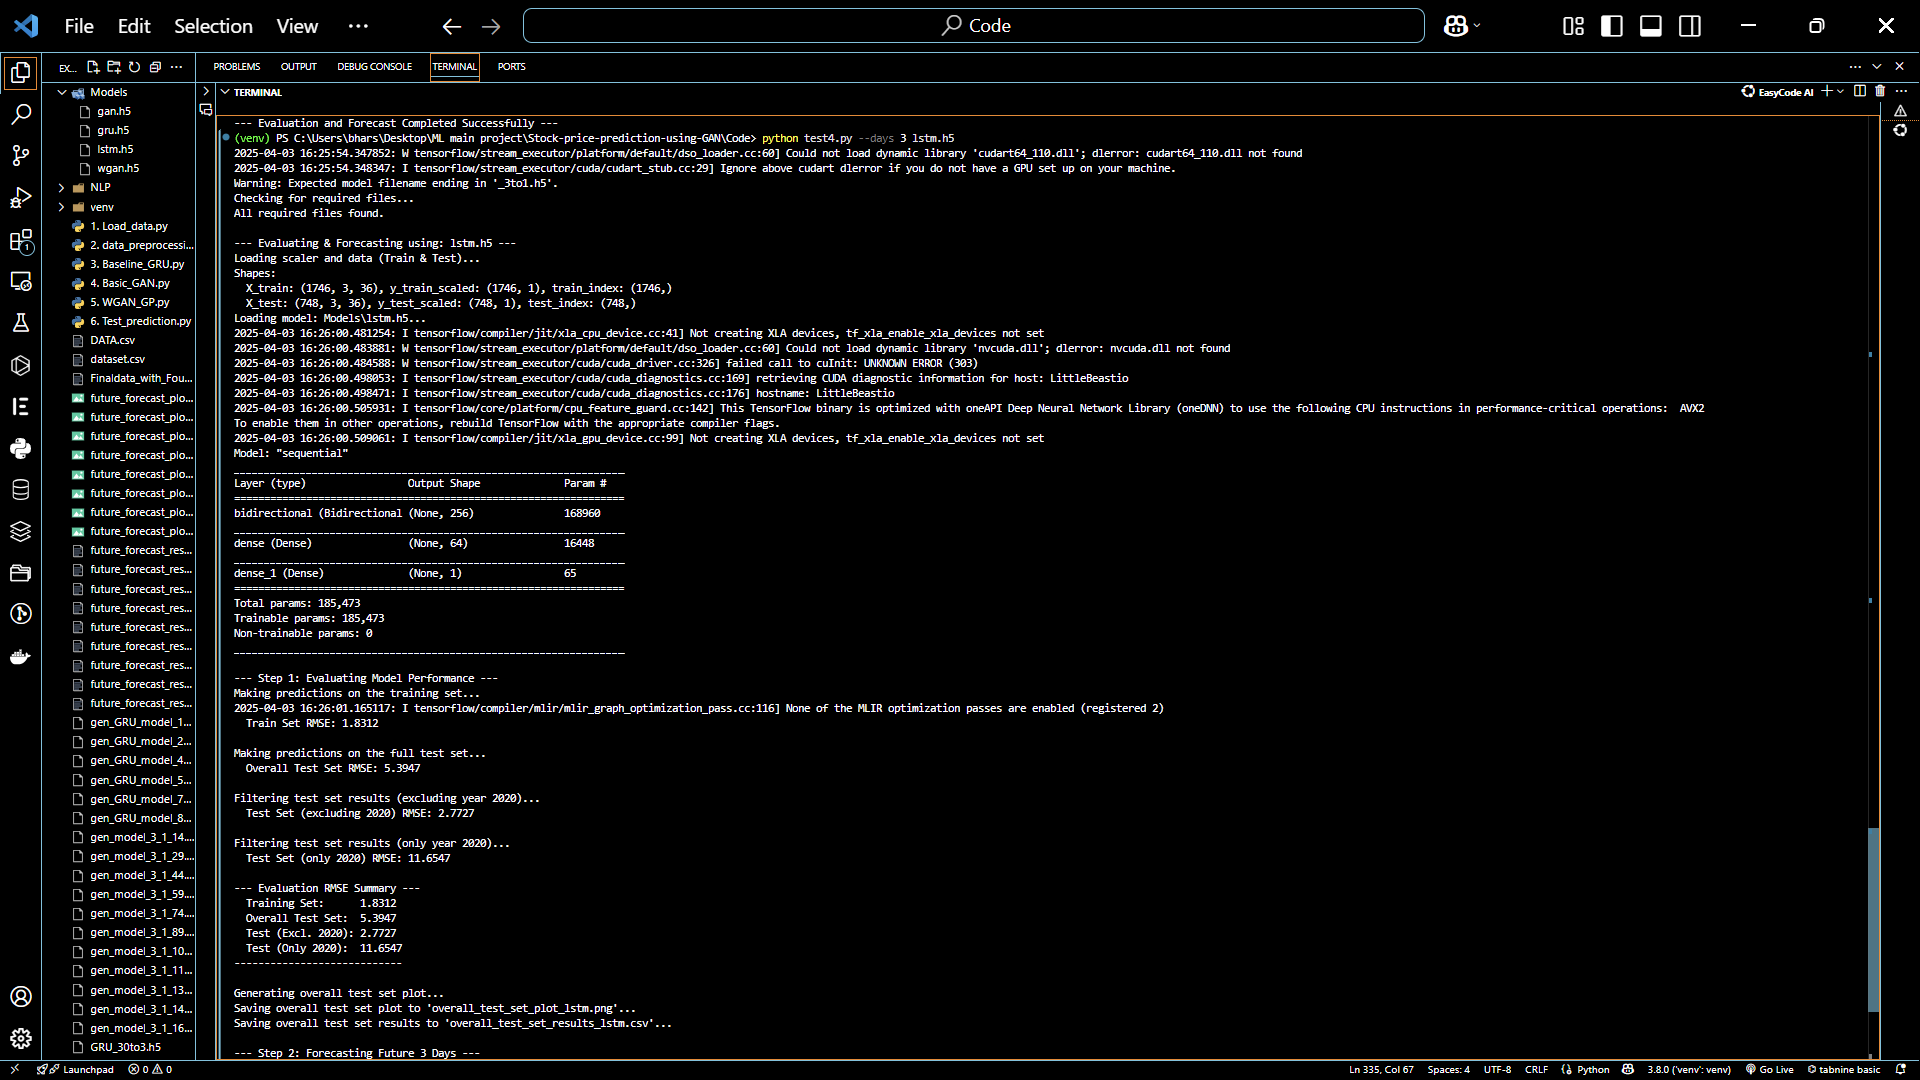 File Edit Selection View ···
Code
EX...
PROBLEMS OUTPUT DEBUG CONSOLE TERMINAL PORTS
TERMINAL
EasyCode AI
Models
gan.h5
gru.h5
lstm.h5
wgan.h5
NLP
venv
1. Load_data.py
2. data_preprocessi...
3. Baseline_GRU.py
4. Basic_GAN.py
5. WGAN_GP.py
6. Test_prediction.py
DATA.csv
dataset.csv
Finaldata_with_Fou...
future_forecast_plo...
future_forecast_plo...
future_forecast_plo...
future_forecast_plo...
future_forecast_plo...
future_forecast_plo...
future_forecast_plo...
future_forecast_plo...
future_forecast_res...
future_forecast_res...
future_forecast_res...
future_forecast_res...
future_forecast_res...
future_forecast_res...
future_forecast_res...
future_forecast_res...
future_forecast_res...
gen_GRU_model_1...
gen_GRU_model_2...
gen_GRU_model_4...
gen_GRU_model_5...
gen_GRU_model_7...
gen_GRU_model_8...
gen_model_3_1_14....
gen_model_3_1_29....
gen_model_3_1_44....
gen_model_3_1_59....
gen_model_3_1_74....
gen_model_3_1_89....
gen_model_3_1_10...
gen_model_3_1_11...
gen_model_3_1_13...
gen_model_3_1_14...
gen_model_3_1_16...
GRU_30to3.h5
--- Evaluation and Forecast Completed Successfully ---
(venv) PS C:\Users\bhars\Desktop\ML main project\Stock-price-prediction-using-GAN\Code> python test4.py --days 3 lstm.h5
2025-04-03 16:25:54.347852: W tensorflow/stream_executor/platform/default/dso_loader.cc:60] Could not load dynamic library 'cudart64_110.dll'; dlerror: cudart64_110.dll not found
2025-04-03 16:25:54.348347: I tensorflow/stream_executor/cuda/cudart_stub.cc:29] Ignore above cudart dlerror if you do not have a GPU set up on your machine.
Warning: Expected model filename ending in '_3to1.h5'.
Checking for required files...
All required files found.
--- Evaluating & Forecasting using: lstm.h5 ---
Loading scaler and data (Train & Test)...
Shapes:
X_train: (1746, 3, 36), y_train_scaled: (1746, 1), train_index: (1746,)
X_test: (748, 3, 36), y_test_scaled: (748, 1), test_index: (748,)
Loading model: Models\lstm.h5...
2025-04-03 16:26:00.481254: I tensorflow/compiler/jit/xla_cpu_device.cc:41] Not creating XLA devices, tf_xla_enable_xla_devices not set
2025-04-03 16:26:00.483881: W tensorflow/stream_executor/platform/default/dso_loader.cc:60] Could not load dynamic library 'nvcuda.dll'; dlerror: nvcuda.dll not found
2025-04-03 16:26:00.484588: W tensorflow/stream_executor/cuda/cuda_driver.cc:326] failed call to cuInit: UNKNOWN ERROR (303)
2025-04-03 16:26:00.498053: I tensorflow/stream_executor/cuda/cuda_diagnostics.cc:169] retrieving CUDA diagnostic information for host: LittleBeastio
2025-04-03 16:26:00.498471: I tensorflow/stream_executor/cuda/cuda_diagnostics.cc:176] hostname: LittleBeastio
2025-04-03 16:26:00.505931: I tensorflow/core/platform/cpu_feature_guard.cc:142] This TensorFlow binary is optimized with oneAPI Deep Neural Network Library (oneDNN) to use the following CPU instructions in performance-critical operations: AVX2
To enable them in other operations, rebuild TensorFlow with the appropriate compiler flags.
2025-04-03 16:26:00.509061: I tensorflow/compiler/jit/xla_gpu_device.cc:99] Not creating XLA devices, tf_xla_enable_xla_devices not set
Model: "sequential"
Layer (type) Output Shape Param #
bidirectional (Bidirectional (None, 256) 168960
dense (Dense) (None, 64) 16448
dense_1 (Dense) (None, 1) 65
Total params: 185,473
Trainable params: 185,473
Non-trainable params: 0
--- Step 1: Evaluating Model Performance ---
Making predictions on the training set...
2025-04-03 16:26:01.165117: I tensorflow/compiler/mlir/mlir_graph_optimization_pass.cc:116] None of the MLIR optimization passes are enabled (registered 2)
Train Set RMSE: 1.8312
Making predictions on the full test set...
Overall Test Set RMSE: 5.3947
Filtering test set results (excluding year 2020)...
Test Set (excluding 2020) RMSE: 2.7727
Filtering test set results (only year 2020)...
Test Set (only 2020) RMSE: 11.6547
--- Evaluation RMSE Summary ---
Training Set: 1.8312
Overall Test Set: 5.3947
Test (Excl. 2020): 2.7727
Test (Only 2020): 11.6547
----------------------------
Generating overall test set plot...
Saving overall test set plot to 'overall_test_set_plot_lstm.png'...
Saving overall test set results to 'overall_test_set_results_lstm.csv'...
--- Step 2: Forecasting Future 3 Days ---
Launchpad 0 0 Ln 335, Col 67 Spaces: 4 UTF-8 CRLF Python 3.8.0 ('venv': venv) Go Live tabnine basic